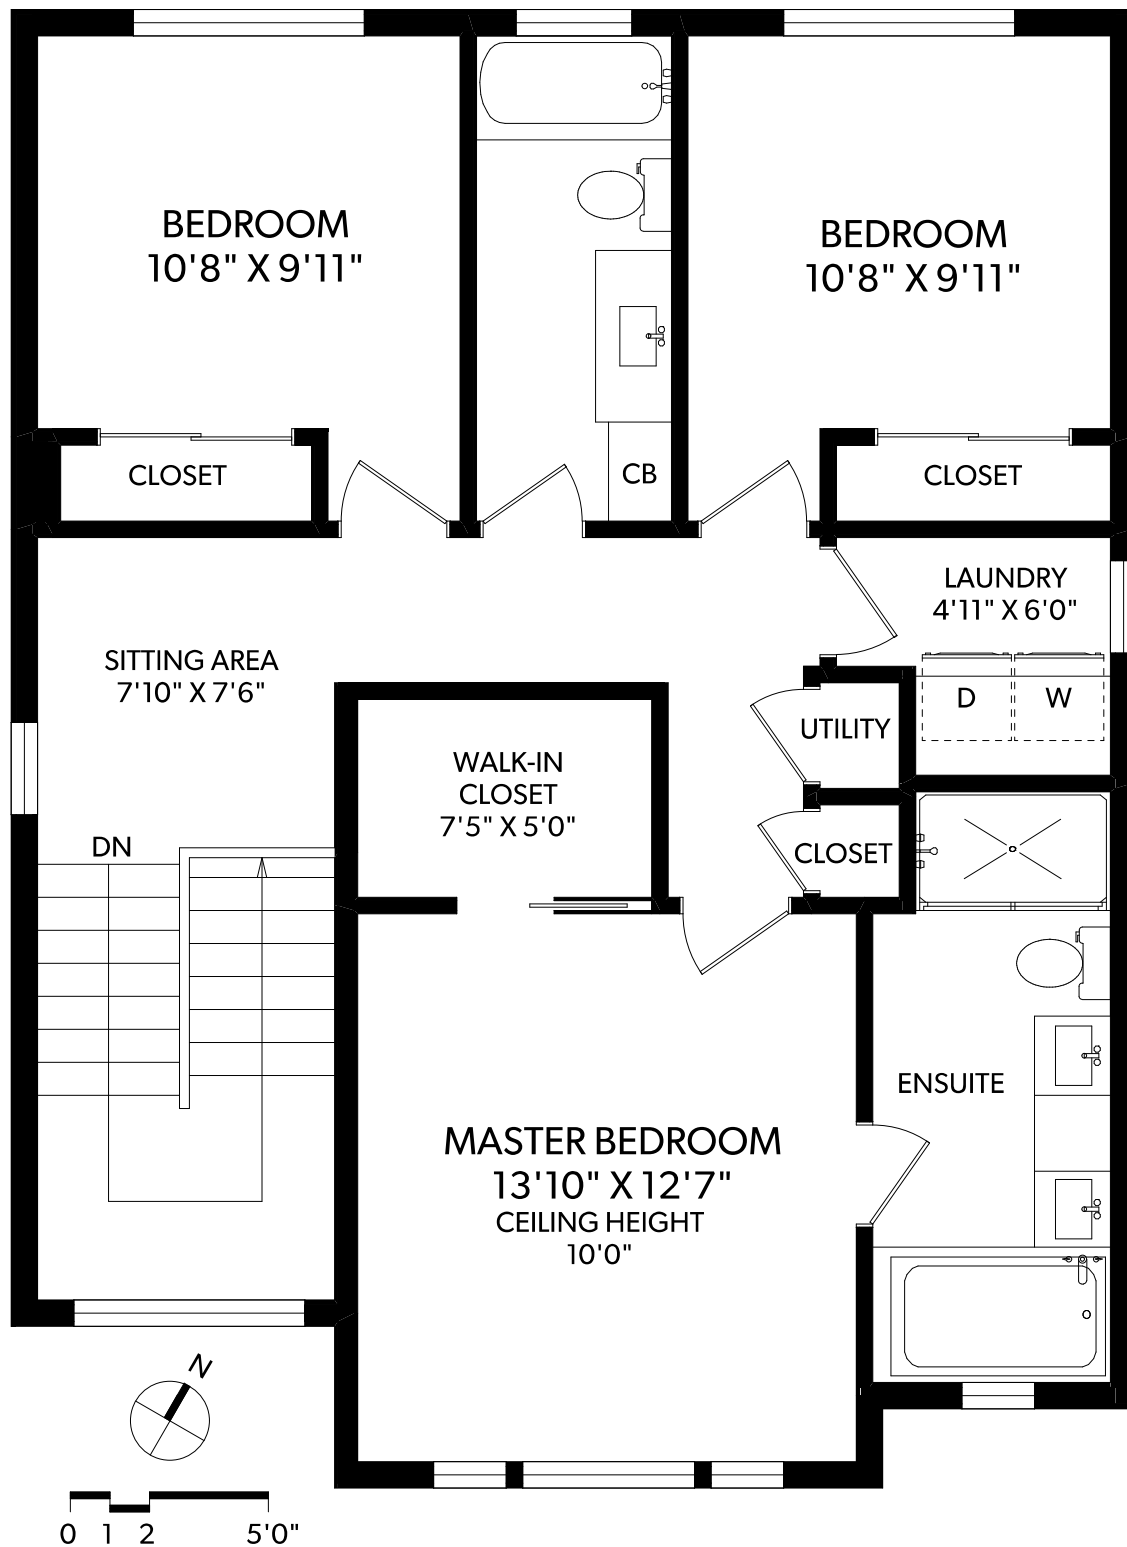 BEDROOM
10'8" X 9'11"
BEDROOM
10'8" X 9'11"
CLOSET
CB
CLOSET
LAUNDRY
4'11" X 6'0"
SITTING AREA
7'10" X 7'6"
D
W
UTILITY
WALK-IN
CLOSET
7'5" X 5'0"
DN
CLOSET
ENSUITE
MASTER BEDROOM
13'10" X 12'7"
CEILING HEIGHT
10'0"
N
0 1 2 5'0"